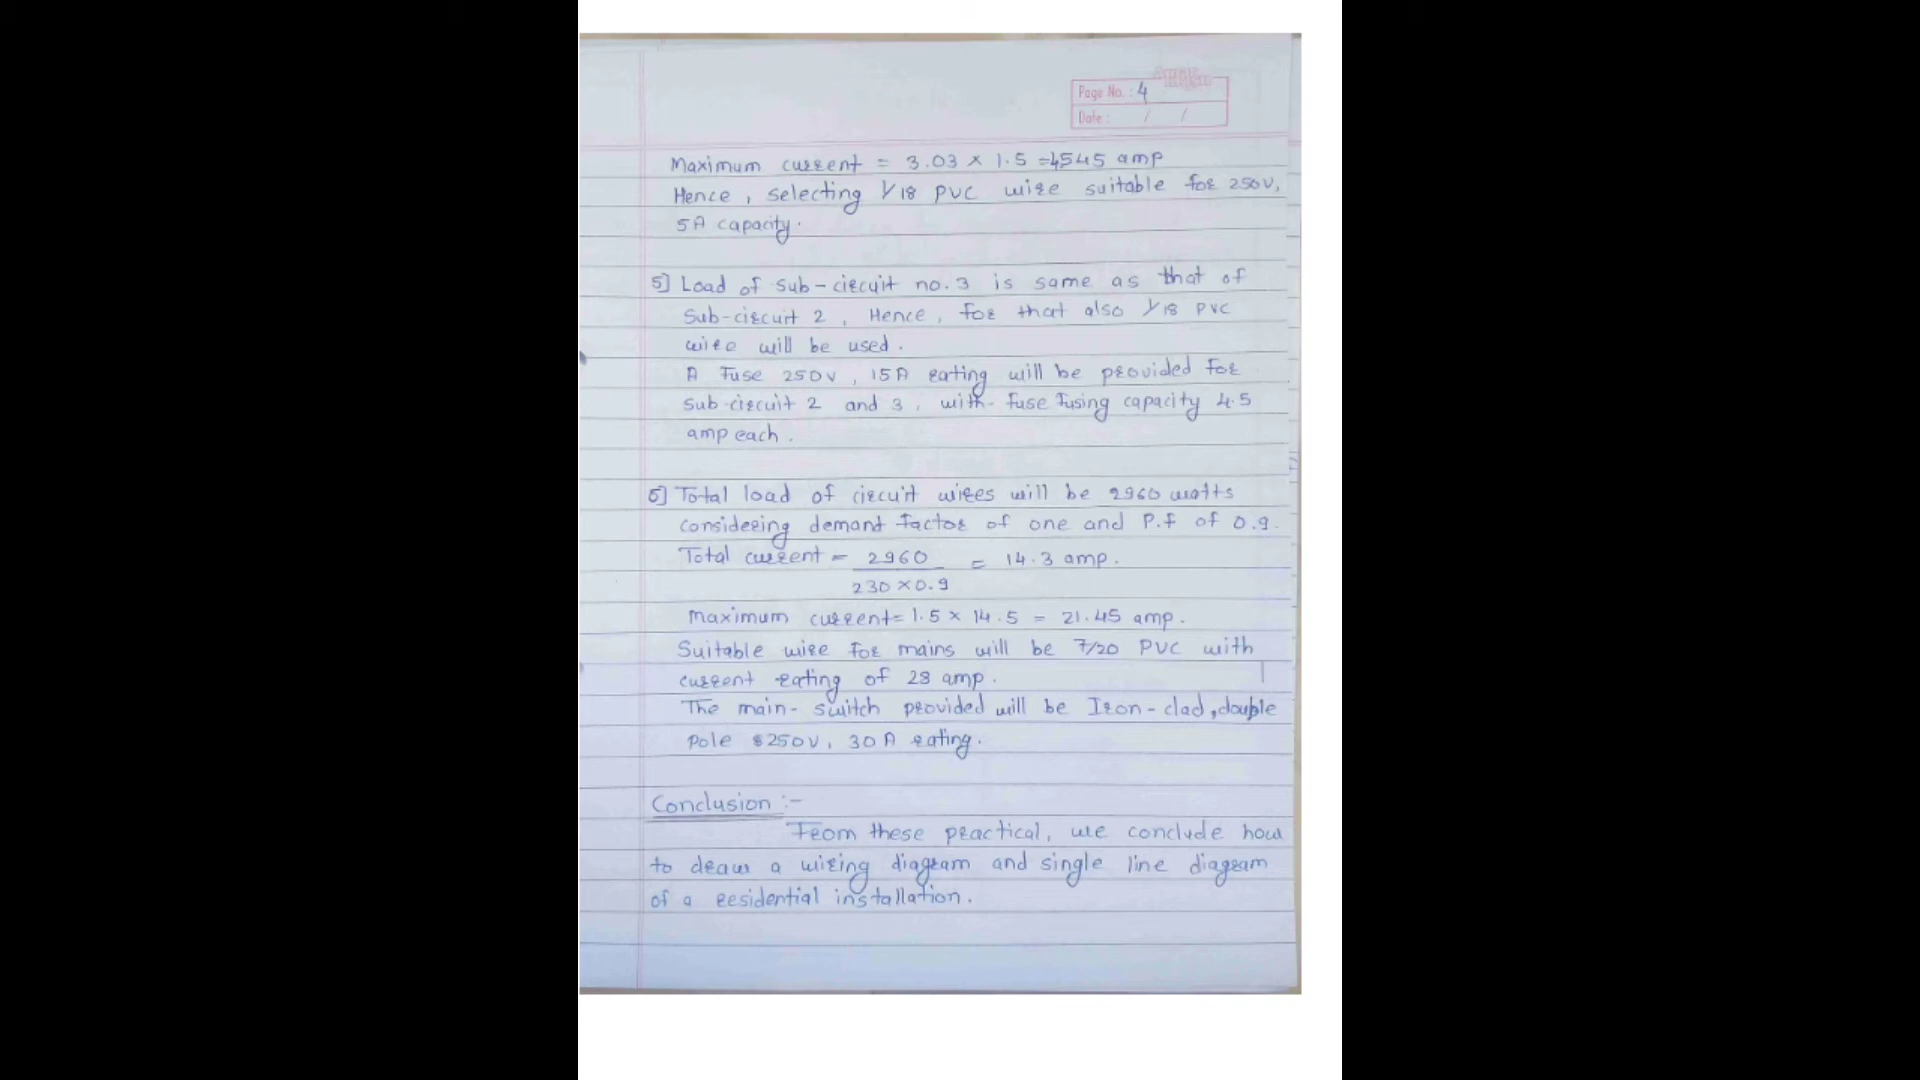 Page No. : 4
Date : / /
Maximum current = 3.03 × 1.5 = 4.545 amp
Hence, selecting 1/18 PVC wire suitable for 250V,
5A capacity.
5] Load of sub-circuit no.3 is same as that of
Sub-circuit 2, Hence, for that also 1/18 PVC
wire will be used.
A Fuse 250V, 15A rating will be provided for
Sub-circuit 2 and 3, with fuse fusing capacity 4.5
amp each.
6] Total load of circuit wires will be 2960 watts
considering demand factor of one and P.f of 0.9.
Total current = 2960 = 14.3 amp.
230 × 0.9
Maximum current = 1.5 × 14.5 = 21.45 amp.
Suitable wire for mains will be 7/20 PVC with
current rating of 28 amp.
The main-switch provided will be Iron-clad, double
pole 250V, 30A rating.
Conclusion :-
From these practical, we conclude how
to draw a wiring diagram and single line diagram
of a residential installation.